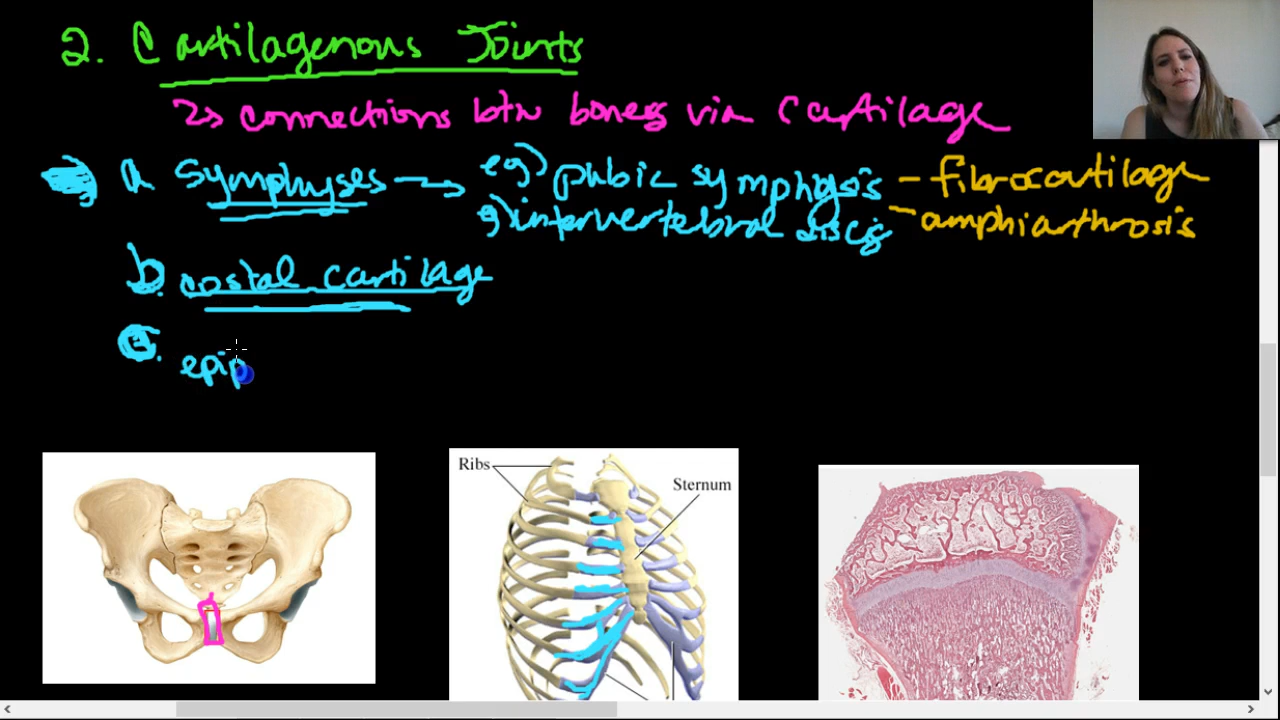 2. Cartilagenous Joints
↳ connections btw bones via cartilage
a Symphyses → eg) pubic symphysis - fibrocartilage
eg) intervertebral discs - amphiarthrosis
b. costal cartilage
c. epip
Ribs
Sternum